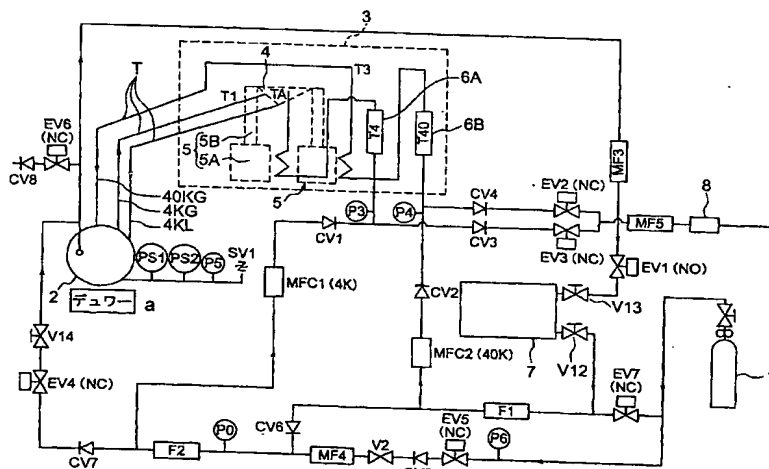 3
T
4
T3
T1
TA
6A
T4
T40
6B
EV6
(NC)
CV8
5
5B
5A
5
MF3
40KG
4KG
4KL
P3
P4
CV4
CV3
EV2 (NC)
EV3 (NC)
MF5
8
CV1
EV1 (NO)
2
PS1
PS2
P5
SV1
デュワー
a
MFC1 (4K)
CV2
MFC2 (40K)
7
V13
V12
V14
EV4 (NC)
EV7
(NC)
CV7
F2
P0
CV6
F1
MF4
V2
EV5
(NC)
P6